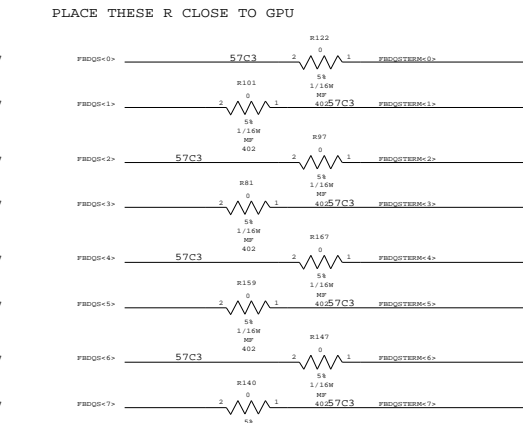 PLACE THESE R CLOSE TO GPU
R122
0
FBDQS<0> 57C3 2 1 FBDQSTERM<0>
5%
1/16W
MF
402
R101
0
FBDQS<1> 2 1 57C3 FBDQSTERM<1>
5%
1/16W
MF
402
R97
0
FBDQS<2> 57C3 2 1 FBDQSTERM<2>
5%
1/16W
MF
402
R81
0
FBDQS<3> 2 1 57C3 FBDQSTERM<3>
5%
1/16W
MF
402
R167
0
FBDQS<4> 57C3 2 1 FBDQSTERM<4>
5%
1/16W
MF
402
R159
0
FBDQS<5> 2 1 57C3 FBDQSTERM<5>
5%
1/16W
MF
402
R147
0
FBDQS<6> 57C3 2 1 FBDQSTERM<6>
5%
1/16W
MF
402
R140
0
FBDQS<7> 2 1 57C3 FBDQSTERM<7>
5%